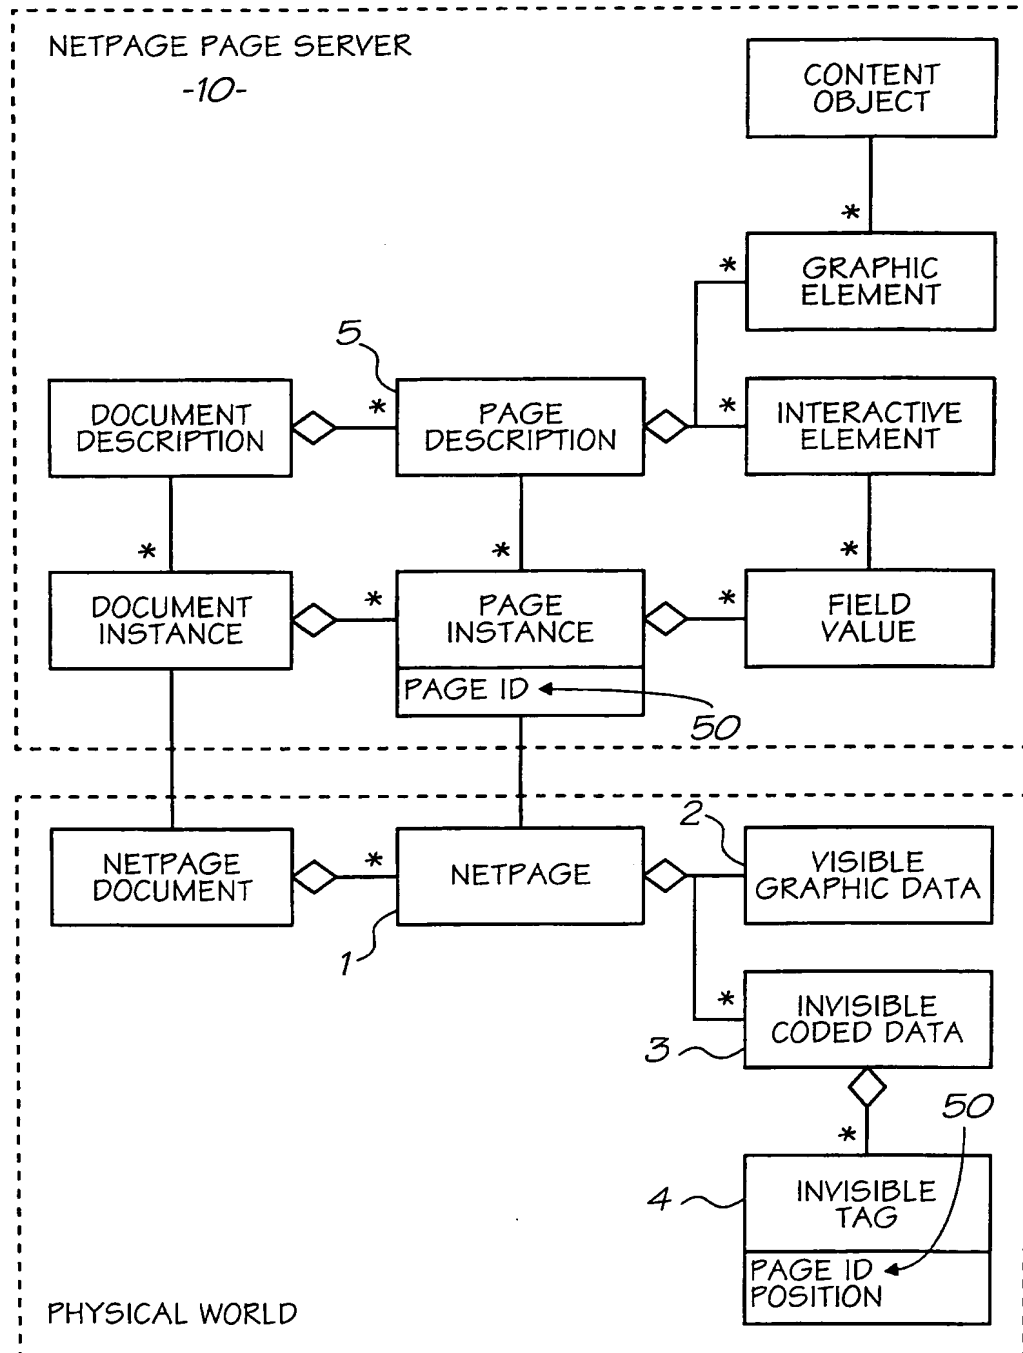 NETPAGE PAGE SERVER
-10-
CONTENT
OBJECT
*
*
GRAPHIC
ELEMENT
5
DOCUMENT
DESCRIPTION
*
PAGE
DESCRIPTION
*
INTERACTIVE
ELEMENT
*
*
*
DOCUMENT
INSTANCE
*
PAGE
INSTANCE
*
FIELD
VALUE
PAGE ID
50
NETPAGE
DOCUMENT
*
NETPAGE
1
2
VISIBLE
GRAPHIC DATA
*
INVISIBLE
CODED DATA
3
*
50
4
INVISIBLE
TAG
PAGE ID
POSITION
PHYSICAL WORLD